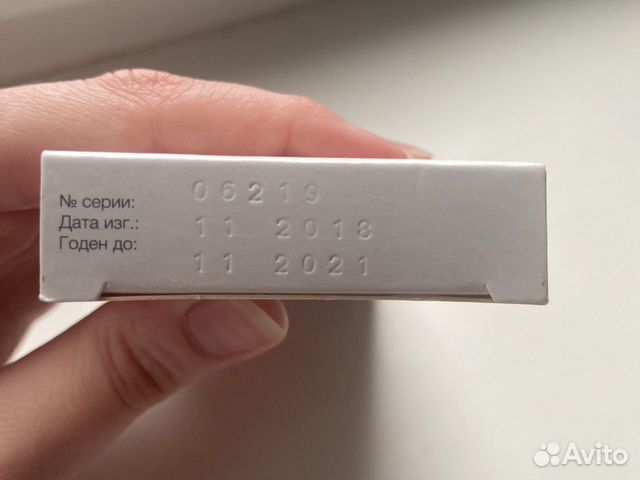 № серии: 06219
Дата изг.: 11 2018
Годен до: 11 2021
Avito